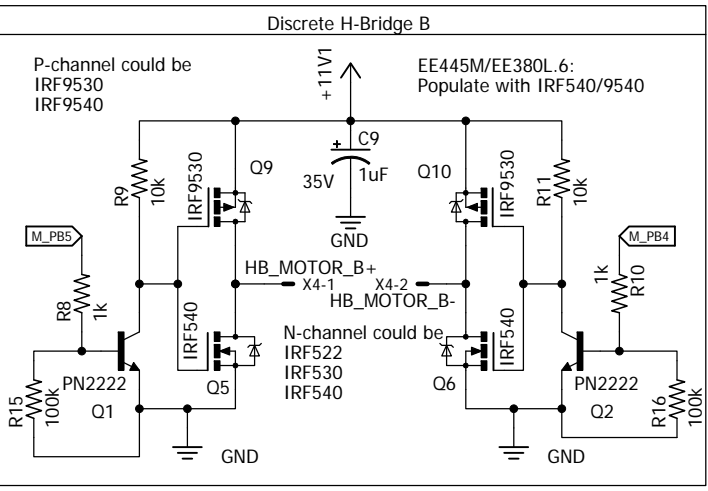 Discrete H-Bridge B
P-channel could be
IRF9530
IRF9540
+11V1
EE445M/EE380L.6:
Populate with IRF540/9540
R9
10k
IRF9530
Q9
+
C9
35V
1uF
GND
Q10
IRF9530
R11
10k
M_PB5
M_PB4
R8
1k
HB_MOTOR_B+
X4-1
X4-2
HB_MOTOR_B-
1k
R10
IRF540
N-channel could be
IRF522
IRF530
IRF540
IRF540
R15
100k
PN2222
Q1
Q5
Q6
PN2222
Q2
R16
100k
GND
GND